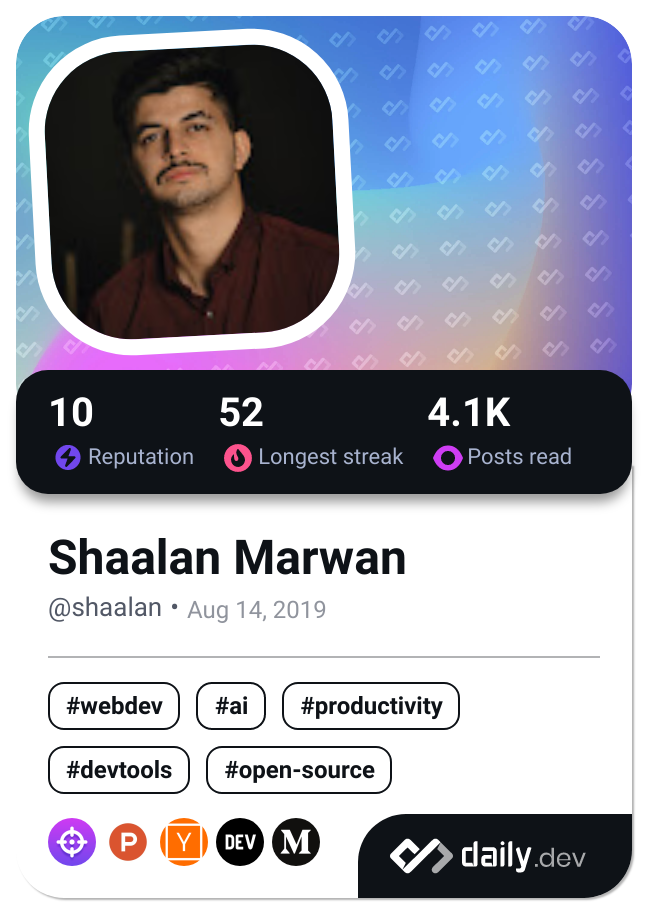 10 52 4.1K
Reputation Longest streak Posts read
Shaalan Marwan
@shaalan • Aug 14, 2019
#webdev #ai #productivity
#devtools #open-source
P Y DEV M
daily.dev